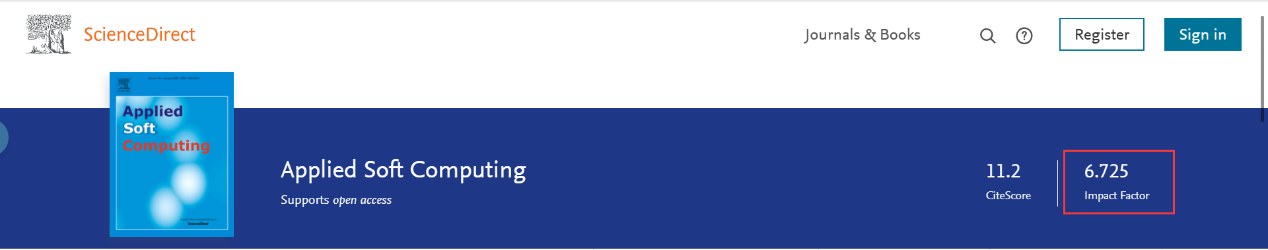 ScienceDirect
Journals & Books
Register
Sign in
Applied
Soft
Computing
Applied Soft Computing
Supports open access
11.2
CiteScore
6.725
Impact Factor